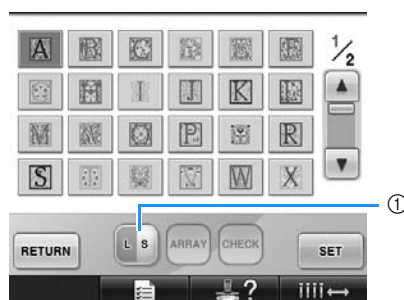 A B C F 1/2
H I J K L
M N O P R
S V W X
①
RETURN L S ARRAY CHECK SET
?